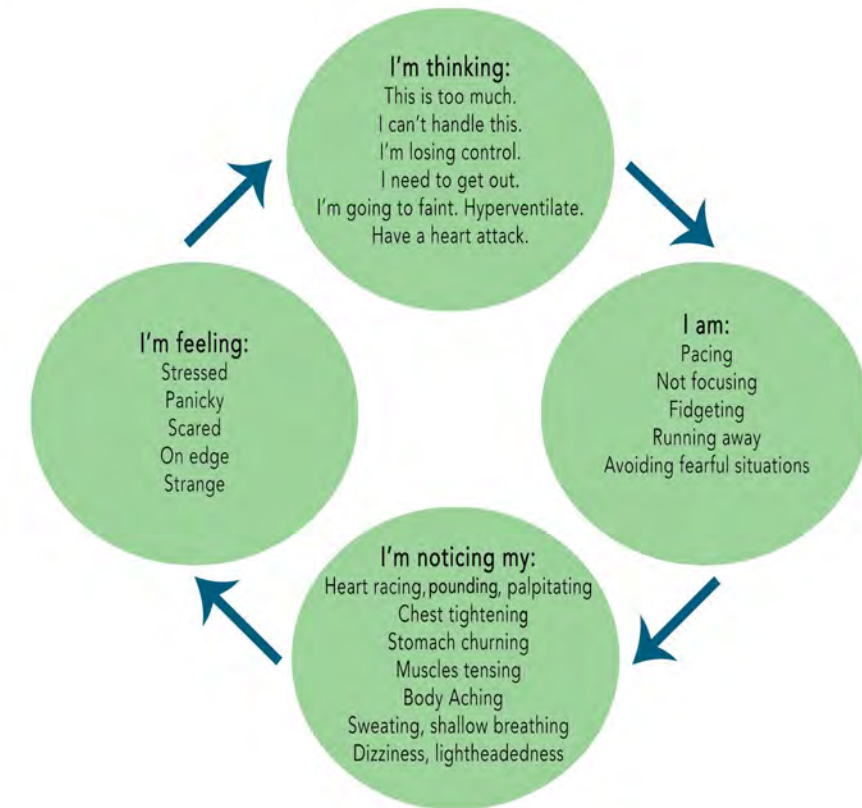 I'm thinking:
This is too much.
I can't handle this.
I'm losing control.
I need to get out.
I'm going to faint. Hyperventilate.
Have a heart attack.
I am:
Pacing
Not focusing
Fidgeting
Running away
Avoiding fearful situations
I'm noticing my:
Heart racing, pounding, palpitating
Chest tightening
Stomach churning
Muscles tensing
Body Aching
Sweating, shallow breathing
Dizziness, lightheadedness
I'm feeling:
Stressed
Panicky
Scared
On edge
Strange